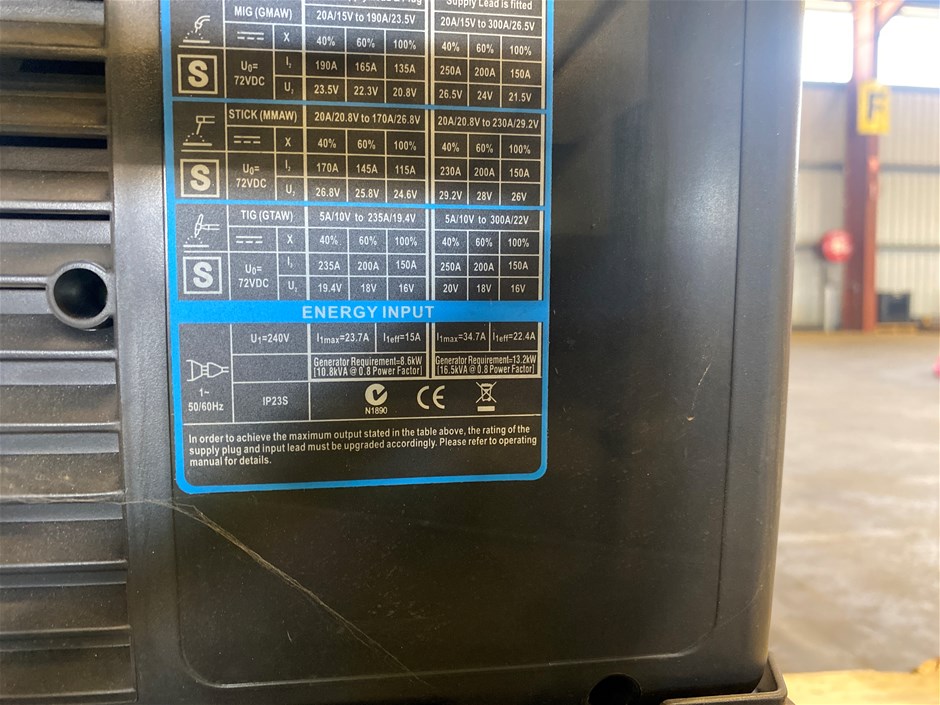 Plug
Supply Lead is fitted
MIG (GMAW) 20A/15V to 190A/23.5V 20A/15V to 300A/26.5V
X 40% 60% 100% 40% 60% 100%
S U0= 72VDC I2 190A 165A 135A 250A 200A 150A
U2 23.5V 22.3V 20.8V 26.5V 24V 21.5V
STICK (MMAW) 20A/20.8V to 170A/26.8V 20A/20.8V to 230A/29.2V
X 40% 60% 100% 40% 60% 100%
S U0= 72VDC I2 170A 145A 115A 230A 200A 150A
U2 26.8V 25.8V 24.6V 29.2V 28V 26V
TIG (GTAW) 5A/10V to 235A/19.4V 5A/10V to 300A/22V
X 40% 60% 100% 40% 60% 100%
S U0= 72VDC I2 235A 200A 150A 250A 200A 150A
U2 19.4V 18V 16V 20V 18V 16V
ENERGY INPUT
U1=240V I1max=23.7A I1eff=15A I1max=34.7A I1eff=22.4A
Generator Requirement=8.6kW Generator Requirement=13.2kW
[10.8kVA @ 0.8 Power Factor] [16.5kVA @ 0.8 Power Factor]
1~
50/60Hz
IP23S N1890 CE
In order to achieve the maximum output stated in the table above, the rating of the
supply plug and input lead must be upgraded accordingly. Please refer to operating
manual for details.
F